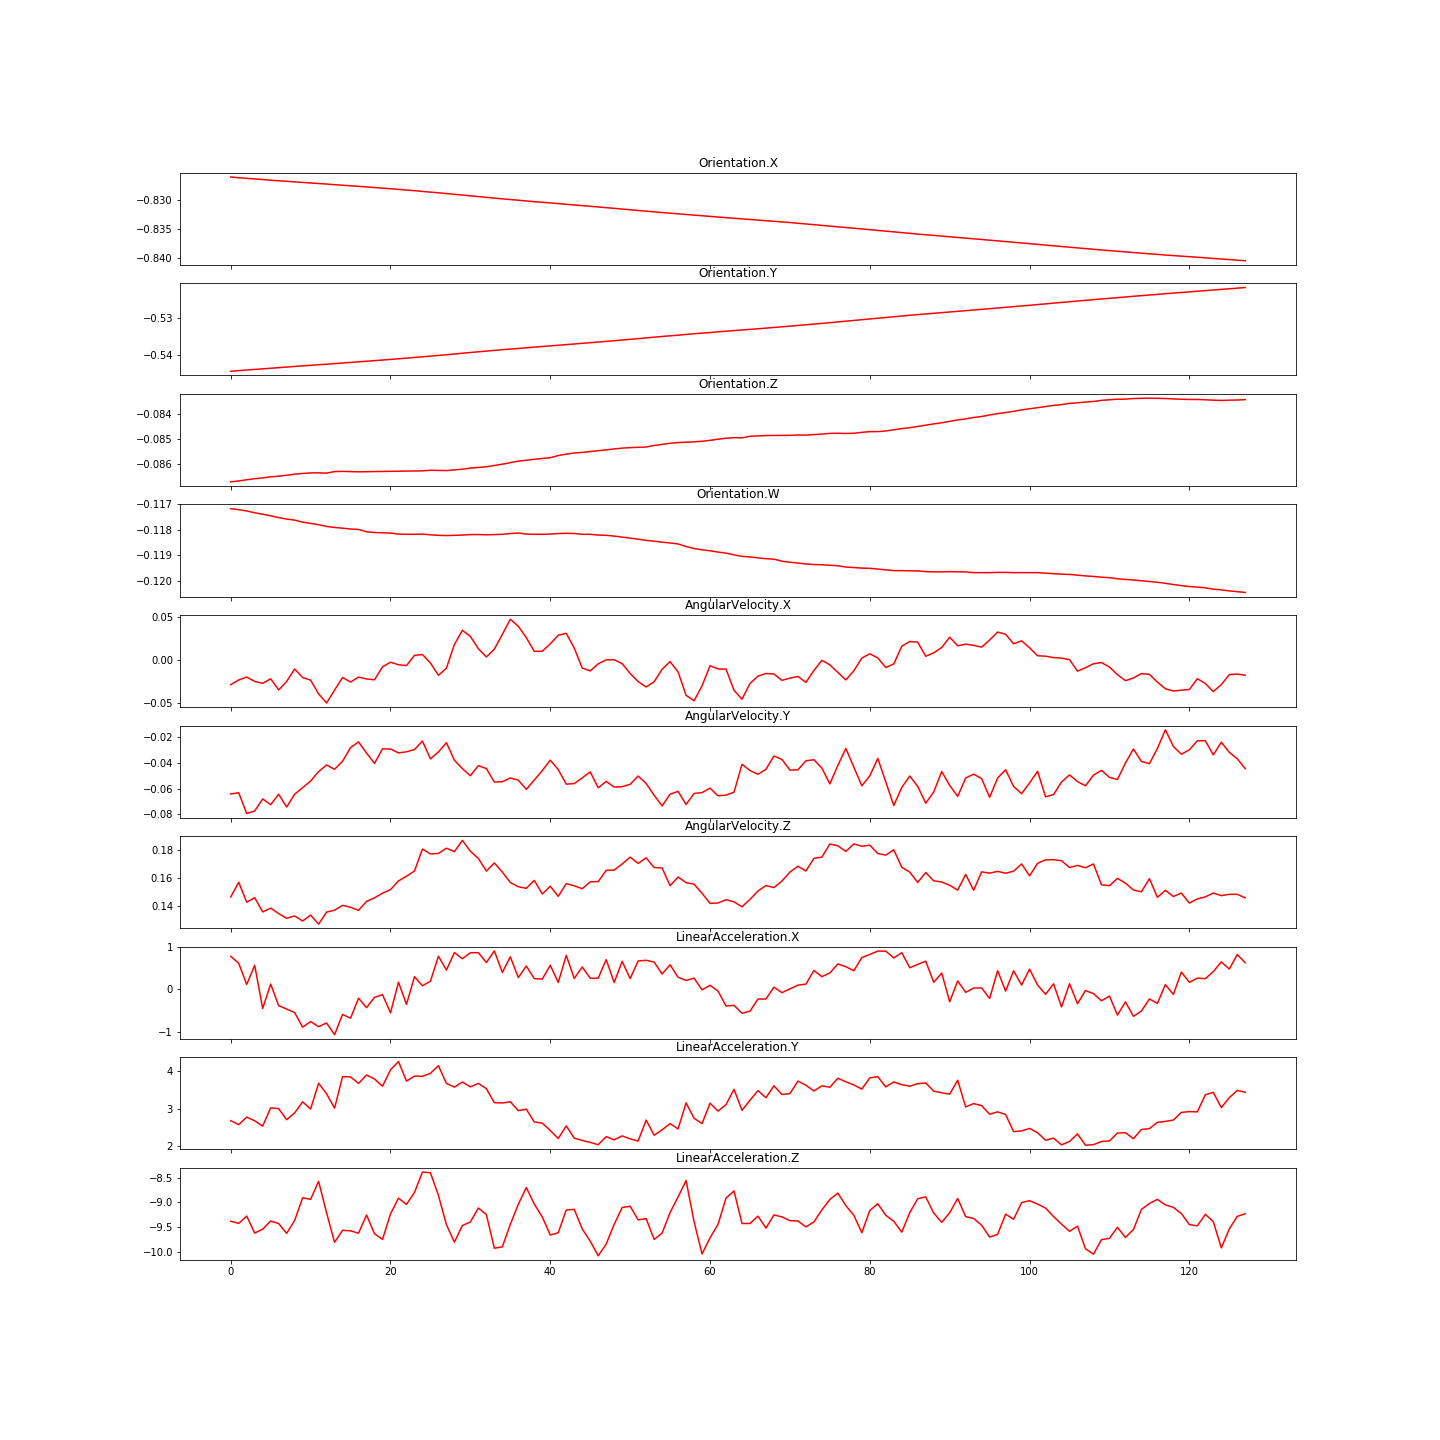 Orientation.X
−0.830
−0.835
−0.840
Orientation.Y
−0.53
−0.54
Orientation.Z
−0.084
−0.085
−0.086
Orientation.W
−0.117
−0.118
−0.119
−0.120
AngularVelocity.X
0.05
0.00
−0.05
AngularVelocity.Y
−0.02
−0.04
−0.06
−0.08
AngularVelocity.Z
0.18
0.16
0.14
LinearAcceleration.X
1
0
−1
LinearAcceleration.Y
4
3
2
LinearAcceleration.Z
−8.5
−9.0
−9.5
−10.0
0 20 40 60 80 100 120